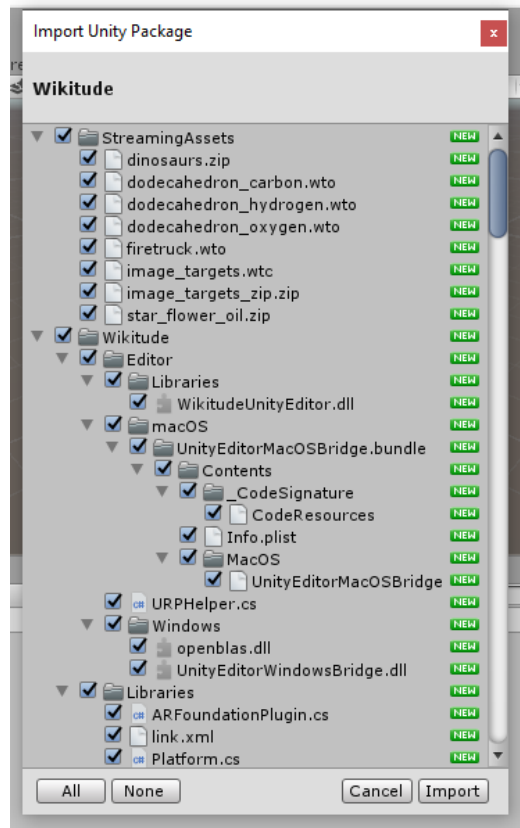 Import Unity Package
x
re
Wikitude
StreamingAssets NEW
dinosaurs.zip NEW
dodecahedron_carbon.wto NEW
dodecahedron_hydrogen.wto NEW
dodecahedron_oxygen.wto NEW
firetruck.wto NEW
image_targets.wtc NEW
image_targets_zip.zip NEW
star_flower_oil.zip NEW
Wikitude NEW
Editor NEW
Libraries NEW
WikitudeUnityEditor.dll NEW
macOS NEW
UnityEditorMacOSBridge.bundle NEW
Contents NEW
_CodeSignature NEW
CodeResources NEW
Info.plist NEW
MacOS NEW
UnityEditorMacOSBridge NEW
c# URPHelper.cs NEW
Windows NEW
openblas.dll NEW
UnityEditorWindowsBridge.dll NEW
Libraries NEW
c# ARFoundationPlugin.cs NEW
link.xml NEW
c# Platform.cs NEW
All None Cancel Import